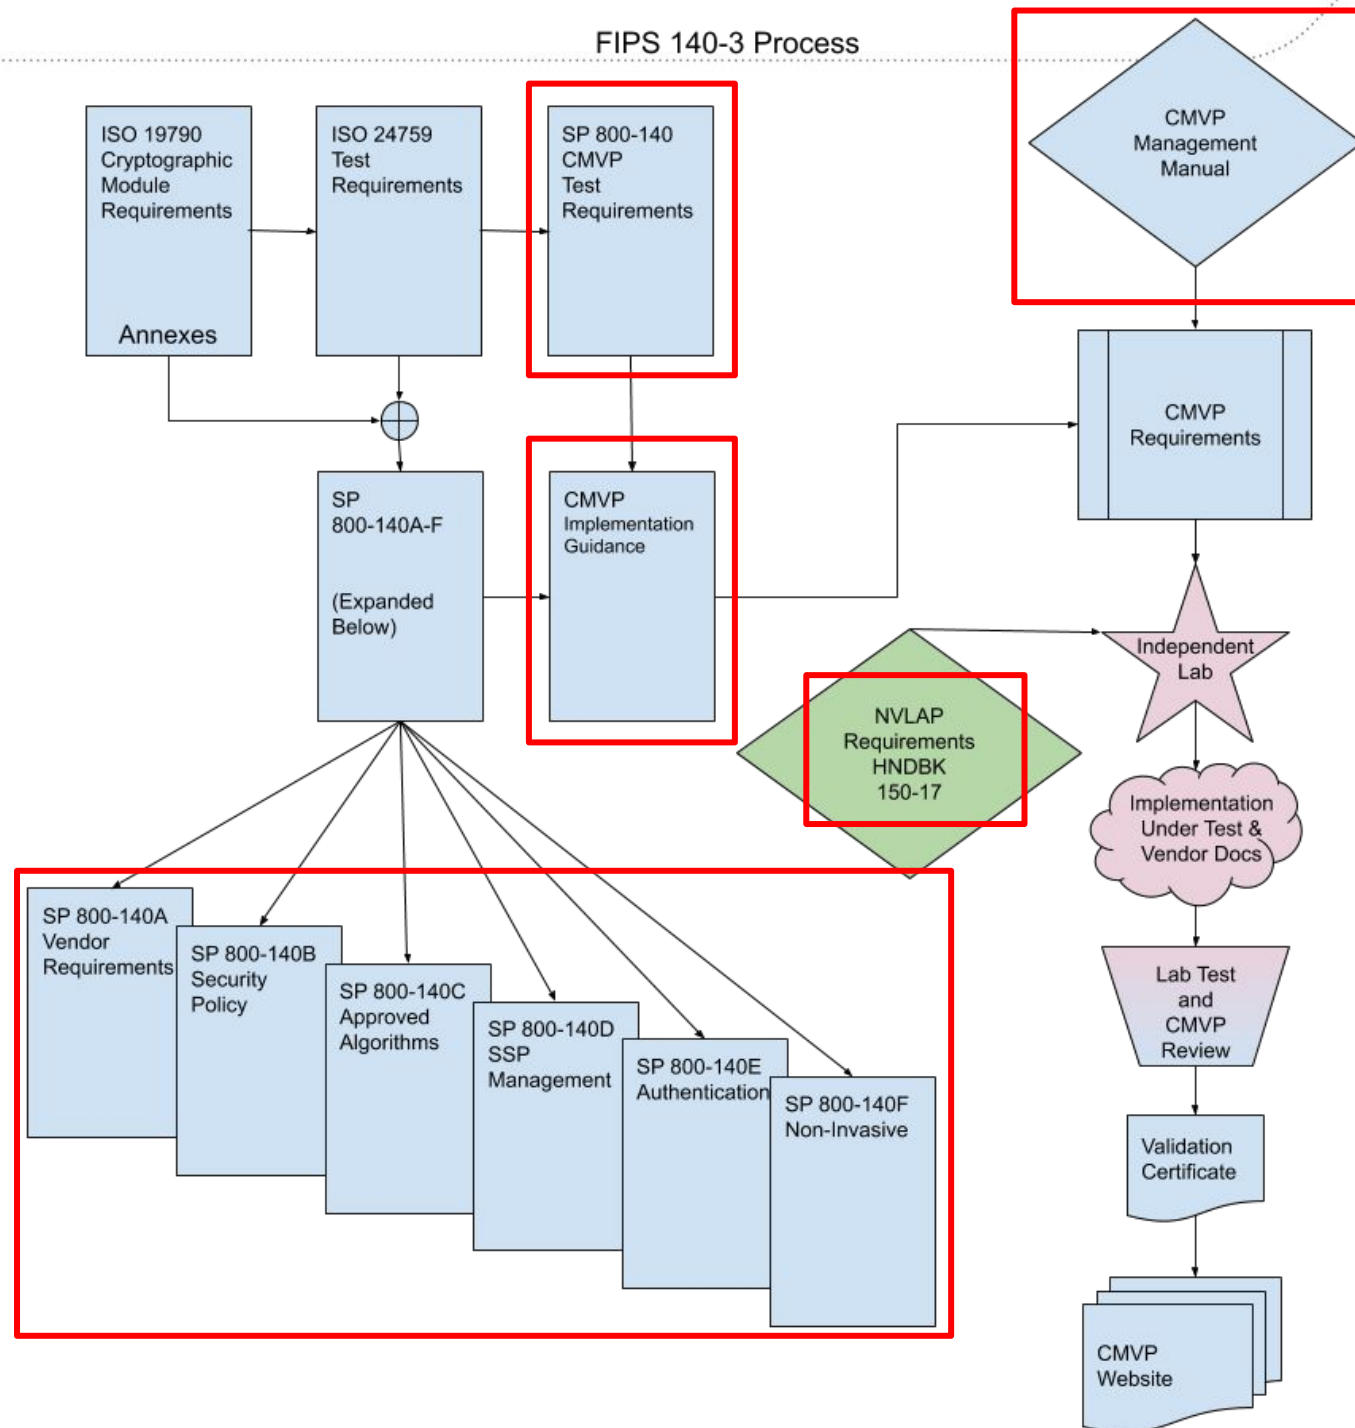 FIPS 140-3 Process
ISO 19790
Cryptographic
Module
Requirements
Annexes
ISO 24759
Test
Requirements
SP 800-140
CMVP
Test
Requirements
CMVP
Management
Manual
CMVP
Requirements
SP
800-140A-F
(Expanded
Below)
CMVP
Implementation
Guidance
Independent
Lab
NVLAP
Requirements
HNDBK
150-17
Implementation
Under Test &
Vendor Docs
SP 800-140A
Vendor
Requirements
SP 800-140B
Security
Policy
SP 800-140C
Approved
Algorithms
SP 800-140D
SSP
Management
SP 800-140E
Authentication
SP 800-140F
Non-Invasive
Lab Test
and
CMVP
Review
Validation
Certificate
CMVP
Website